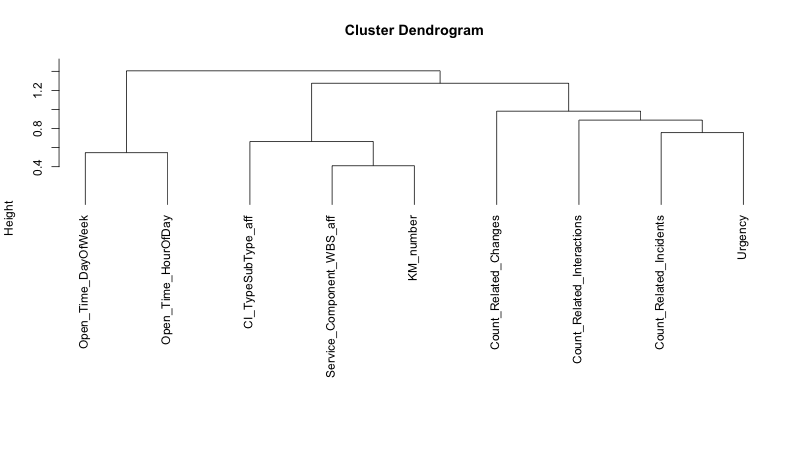 Cluster Dendrogram
Height
0.4
0.8
1.2
Open_Time_DayOfWeek
Open_Time_HourOfDay
CI_TypeSubType_aff
Service_Component_WBS_aff
KM_number
Count_Related_Changes
Count_Related_Interactions
Count_Related_Incidents
Urgency